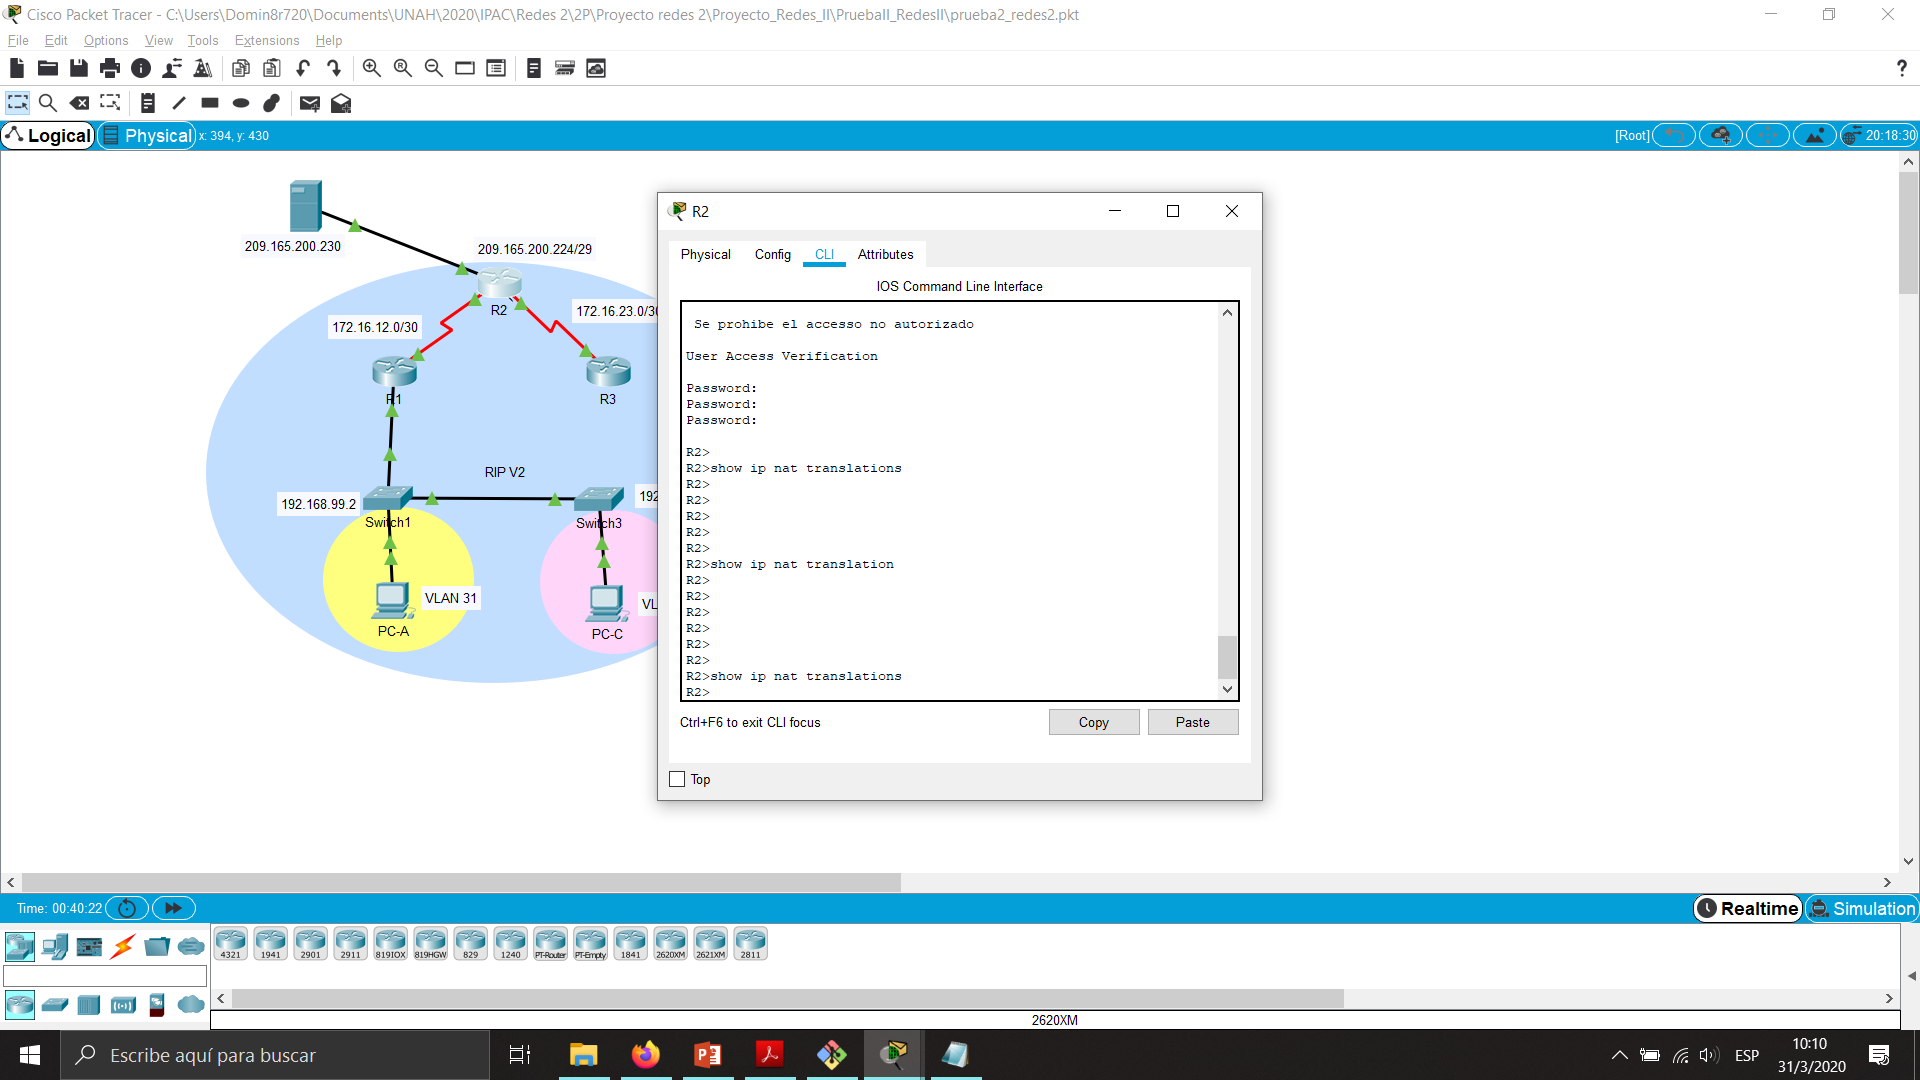 Cisco Packet Tracer - C:\Users\Domin8r720\Documents\UNAH\2020\IPAC\Redes 2\2P\Proyecto redes 2\Proyecto_Redes_II\PruebaII_RedesII\prueba2_redes2.pkt
File Edit Options View Tools Extensions Help
?
Logical Physical x: 394, y: 430 [Root] 20:18:30
209.165.200.230
209.165.200.224/29
R2
172.16.12.0/30
172.16.23.0/30
R1
R3
RIP V2
192.168.99.2
192
Switch1
Switch3
VLAN 31
VL
PC-A
PC-C
R2
Physical Config CLI Attributes
IOS Command Line Interface
Se prohibe el accesso no autorizado
User Access Verification
Password:
Password:
Password:
R2>
R2>show ip nat translations
R2>
R2>
R2>
R2>
R2>
R2>show ip nat translation
R2>
R2>
R2>
R2>
R2>
R2>
R2>show ip nat translations
R2>
Ctrl+F6 to exit CLI focus
Copy Paste
Top
Time: 00:40:22
Realtime Simulation
4321 1941 2901 2911 819IOX 819HGW 829 1240 PT-Router PT-Empty 1841 2620XM 2621XM 2811
2620XM
Escribe aquí para buscar
ESP
10:10
31/3/2020